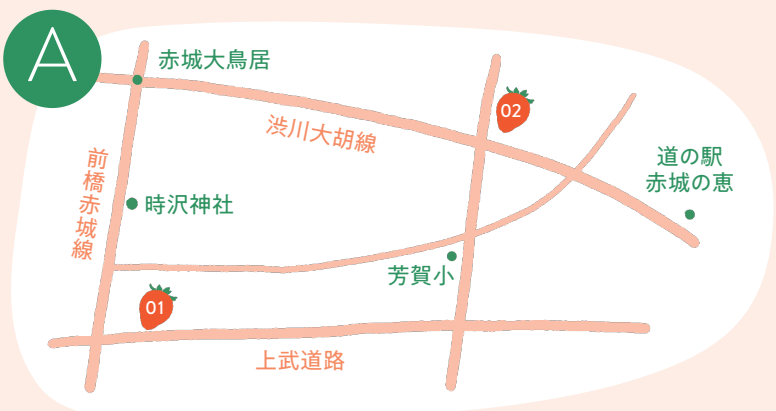 A
赤城大鳥居
02
渋川大胡線
道の駅
赤城の恵
前橋赤城線
時沢神社
芳賀小
01
上武道路